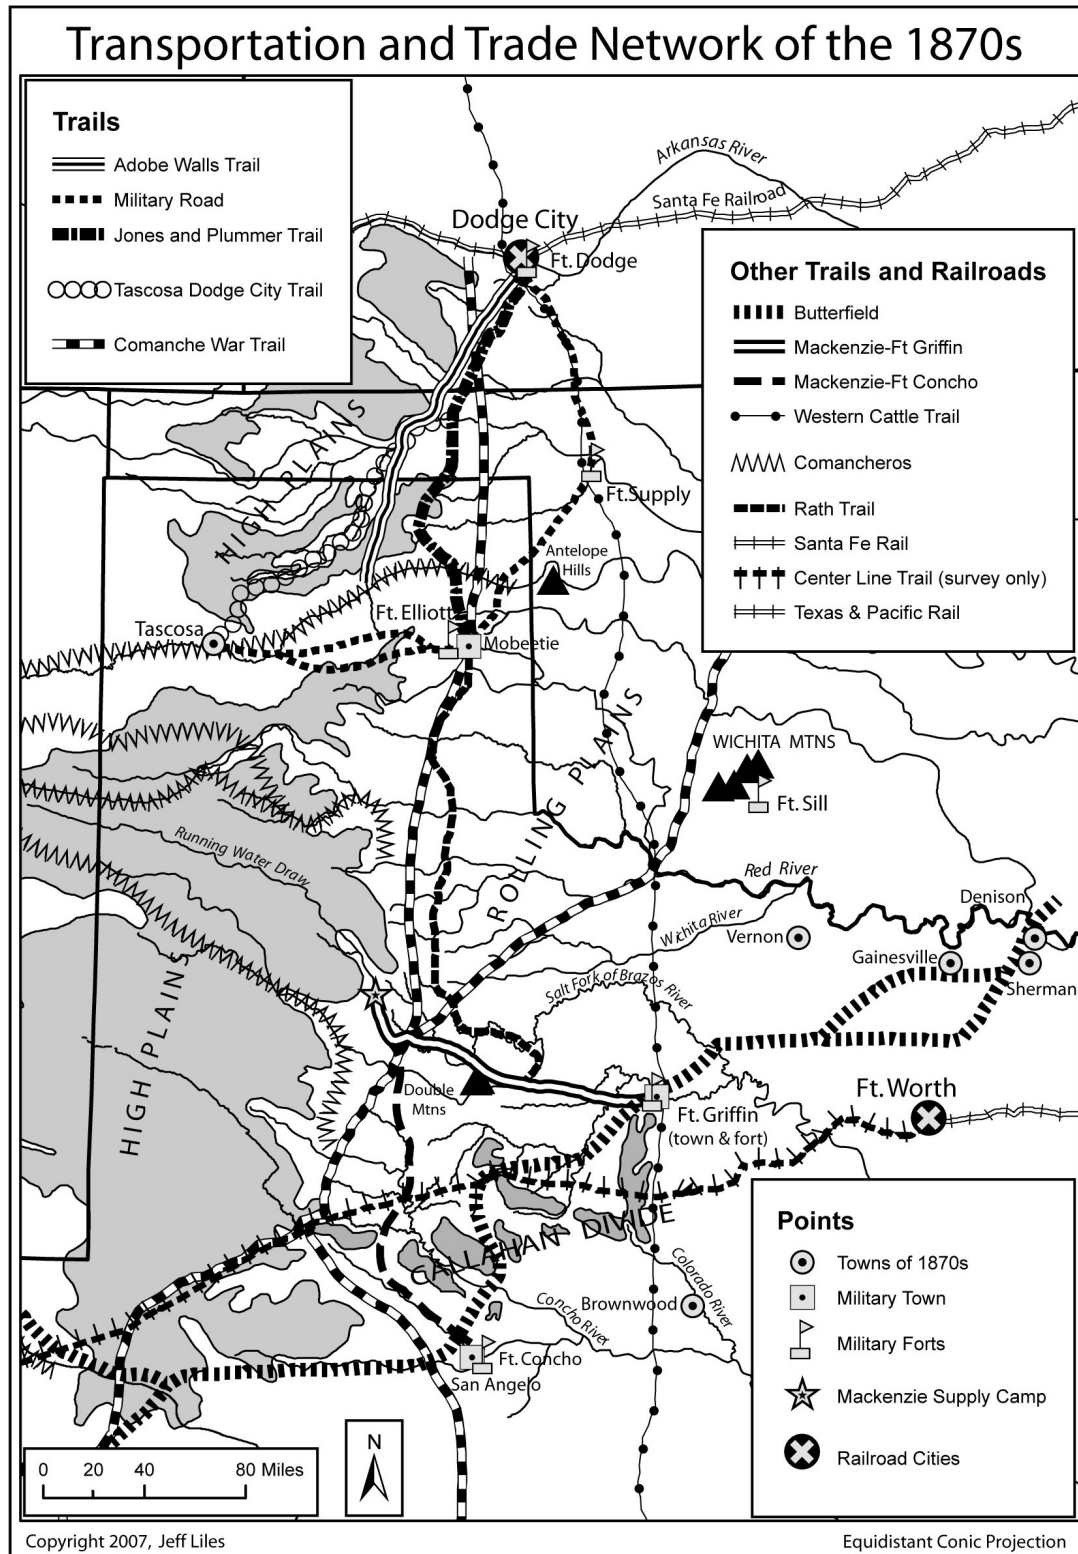 Transportation and Trade Network of the 1870s
Trails
Adobe Walls Trail
Military Road
Jones and Plummer Trail
Tascosa Dodge City Trail
Comanche War Trail
Arkansas River
Santa Fe Railroad
Dodge City
Ft. Dodge
Other Trails and Railroads
Butterfield
Mackenzie-Ft Griffin
Mackenzie-Ft Concho
Western Cattle Trail
Comancheros
Rath Trail
Santa Fe Rail
Center Line Trail (survey only)
Texas & Pacific Rail
HIGH PLAINS
Ft. Supply
Antelope
Hills
Ft. Elliott
Tascosa
Mobeetie
ROLLING PLAINS
WICHITA MTNS
Ft. Sill
Running Water Draw
Red River
Denison
Wichita River
Vernon
Gainesville
Sherman
Salt Fork of Brazos River
HIGH PLAINS
Double
Mtns
Ft. Worth
Ft. Griffin
(town & fort)
CALLAHAN DIVIDE
Colorado River
Brownwood
Concho River
Ft. Concho
San Angelo
Points
Towns of 1870s
Military Town
Military Forts
Mackenzie Supply Camp
Railroad Cities
N
0 20 40 80 Miles
Copyright 2007, Jeff Liles
Equidistant Conic Projection